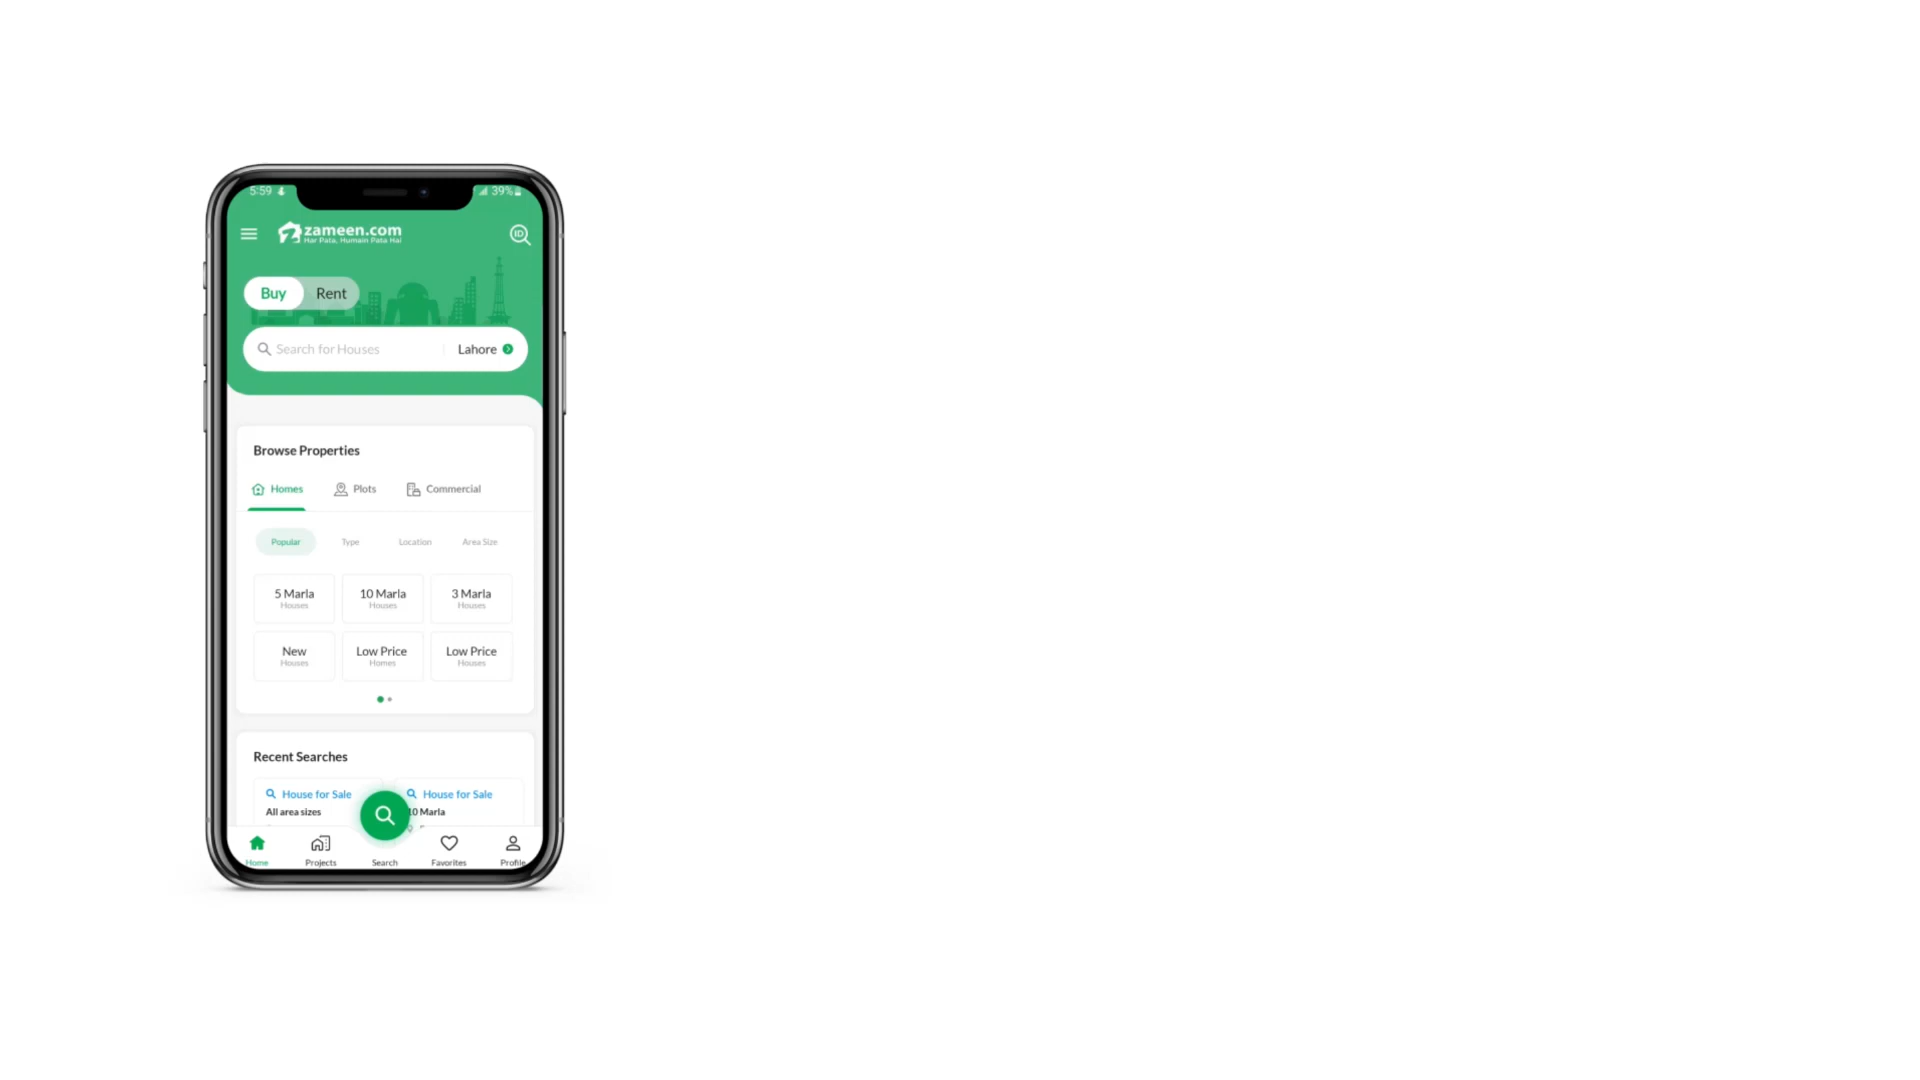 5:59 39%
zameen.com
Har Pata, Humain Pata Hai
ID
Buy Rent
Search for Houses Lahore
Browse Properties
Homes Plots Commercial
Popular Type Location Area Size
5 Marla 10 Marla 3 Marla
Houses Houses Houses
New Low Price Low Price
Houses Homes Houses
Recent Searches
House for Sale House for Sale
All area sizes 10 Marla
Home Projects Search Favorites Profile